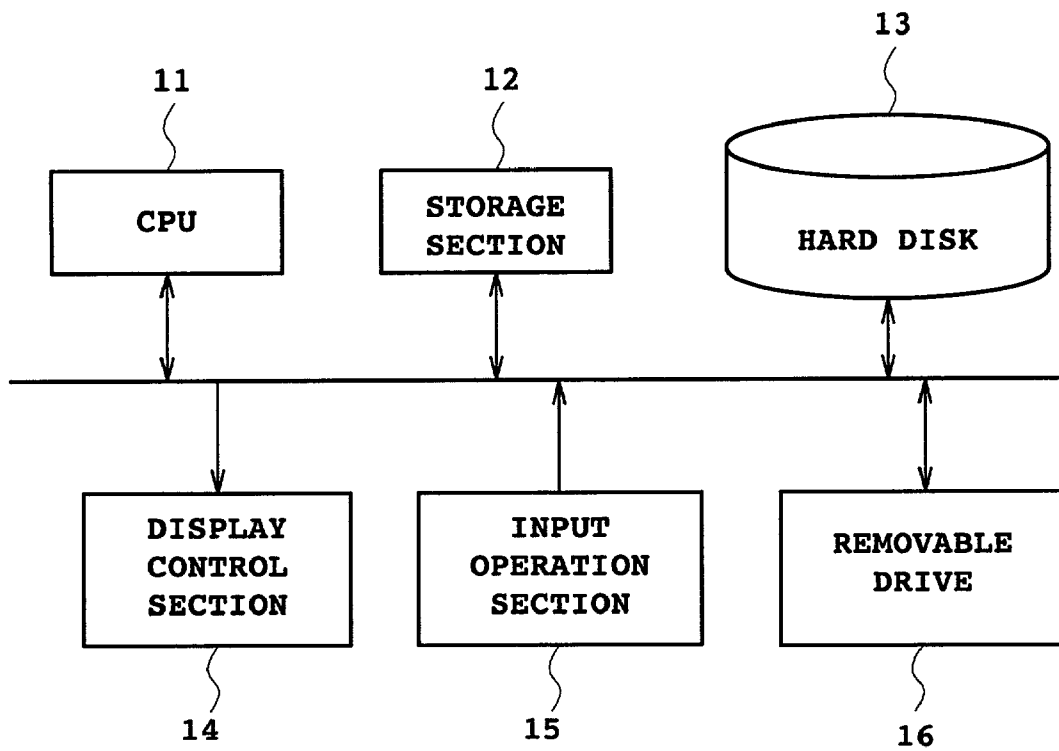 13
11
12
CPU
STORAGE
SECTION
HARD DISK
DISPLAY
CONTROL
SECTION
INPUT
OPERATION
SECTION
REMOVABLE
DRIVE
14
15
16